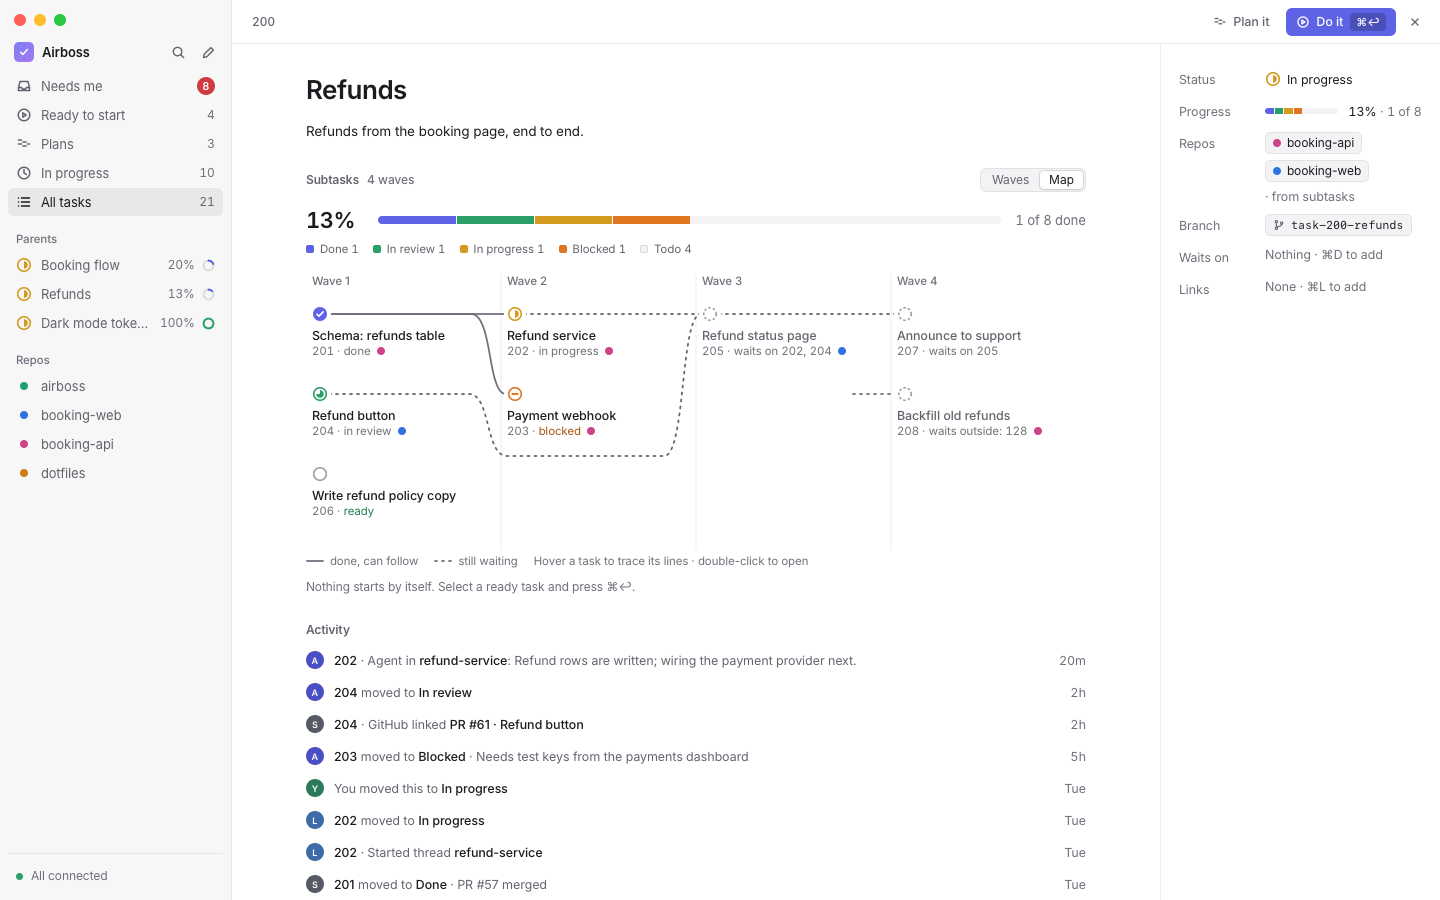 Airboss
Needs me 8
Ready to start 4
Plans 3
In progress 10
All tasks 21
Parents
Booking flow 20%
Refunds 13%
Dark mode toke... 100%
Repos
airboss
booking-web
booking-api
dotfiles
All connected
200
Plan it
Do it ⌘↩
Refunds
Refunds from the booking page, end to end.
Subtasks 4 waves
Waves Map
13% 1 of 8 done
Done 1 In review 1 In progress 1 Blocked 1 Todo 4
Wave 1 Wave 2 Wave 3 Wave 4
Schema: refunds table
201 · done
Refund service
202 · in progress
Refund status page
205 · waits on 202, 204
Announce to support
207 · waits on 205
Refund button
204 · in review
Payment webhook
203 · blocked
Backfill old refunds
208 · waits outside: 128
Write refund policy copy
206 · ready
done, can follow still waiting Hover a task to trace its lines · double-click to open
Nothing starts by itself. Select a ready task and press ⌘↩.
Activity
A 202 · Agent in refund-service: Refund rows are written; wiring the payment provider next. 20m
A 204 moved to In review 2h
S 204 · GitHub linked PR #61 · Refund button 2h
A 203 moved to Blocked · Needs test keys from the payments dashboard 5h
Y You moved this to In progress Tue
L 202 moved to In progress Tue
L 202 · Started thread refund-service Tue
S 201 moved to Done · PR #57 merged Tue
Status In progress
Progress 13% · 1 of 8
Repos booking-api
booking-web
· from subtasks
Branch task-200-refunds
Waits on Nothing · ⌘D to add
Links None · ⌘L to add